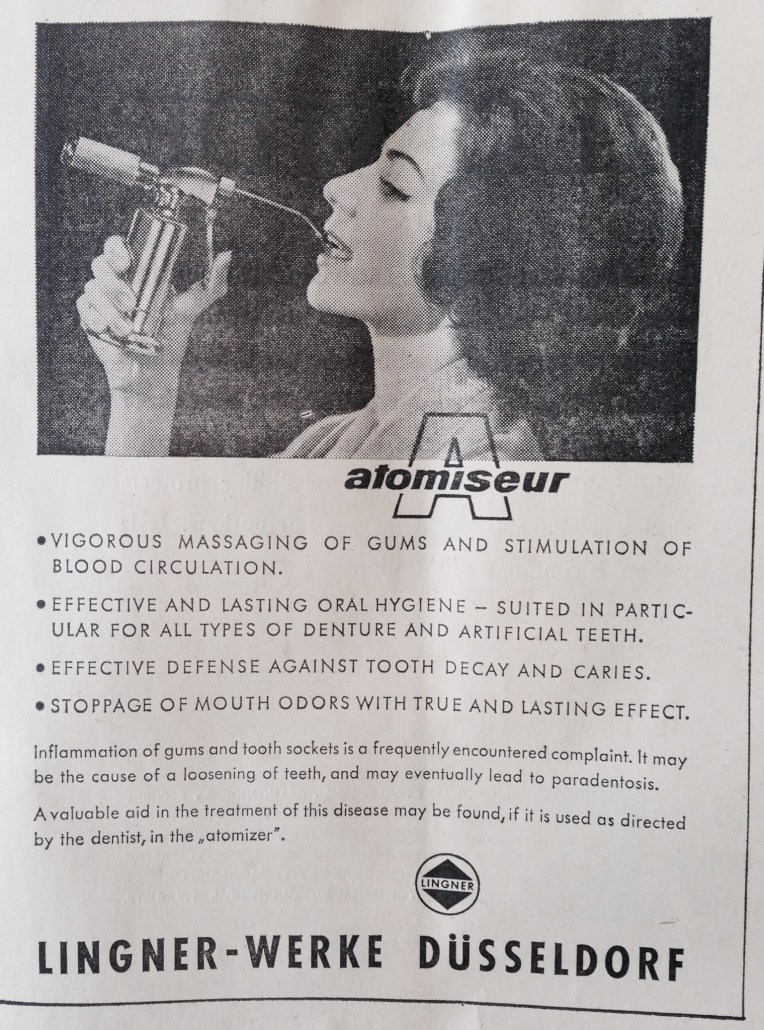 A
atomiseur
• VIGOROUS MASSAGING OF GUMS AND STIMULATION OF
BLOOD CIRCULATION.
• EFFECTIVE AND LASTING ORAL HYGIENE – SUITED IN PARTIC-
ULAR FOR ALL TYPES OF DENTURE AND ARTIFICIAL TEETH.
• EFFECTIVE DEFENSE AGAINST TOOTH DECAY AND CARIES.
• STOPPAGE OF MOUTH ODORS WITH TRUE AND LASTING EFFECT.
Inflammation of gums and tooth sockets is a frequently encountered complaint. It may
be the cause of a loosening of teeth, and may eventually lead to paradentosis.
A valuable aid in the treatment of this disease may be found, if it is used as directed
by the dentist, in the „atomizer”.
LINGNER
LINGNER-WERKE DÜSSELDORF